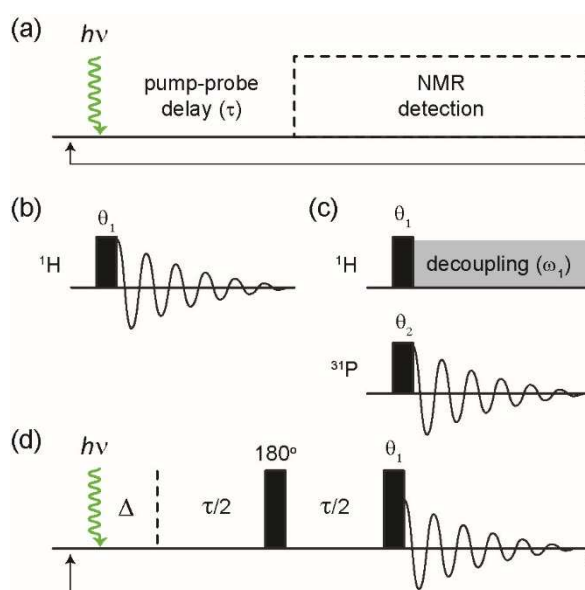 (a)
hν
pump-probe
delay (τ)
NMR
detection
(b)
θ1
¹H
(c)
θ1
¹H
decoupling (ω1)
θ2
³¹P
(d)
hν
Δ
τ/2
180°
τ/2
θ1